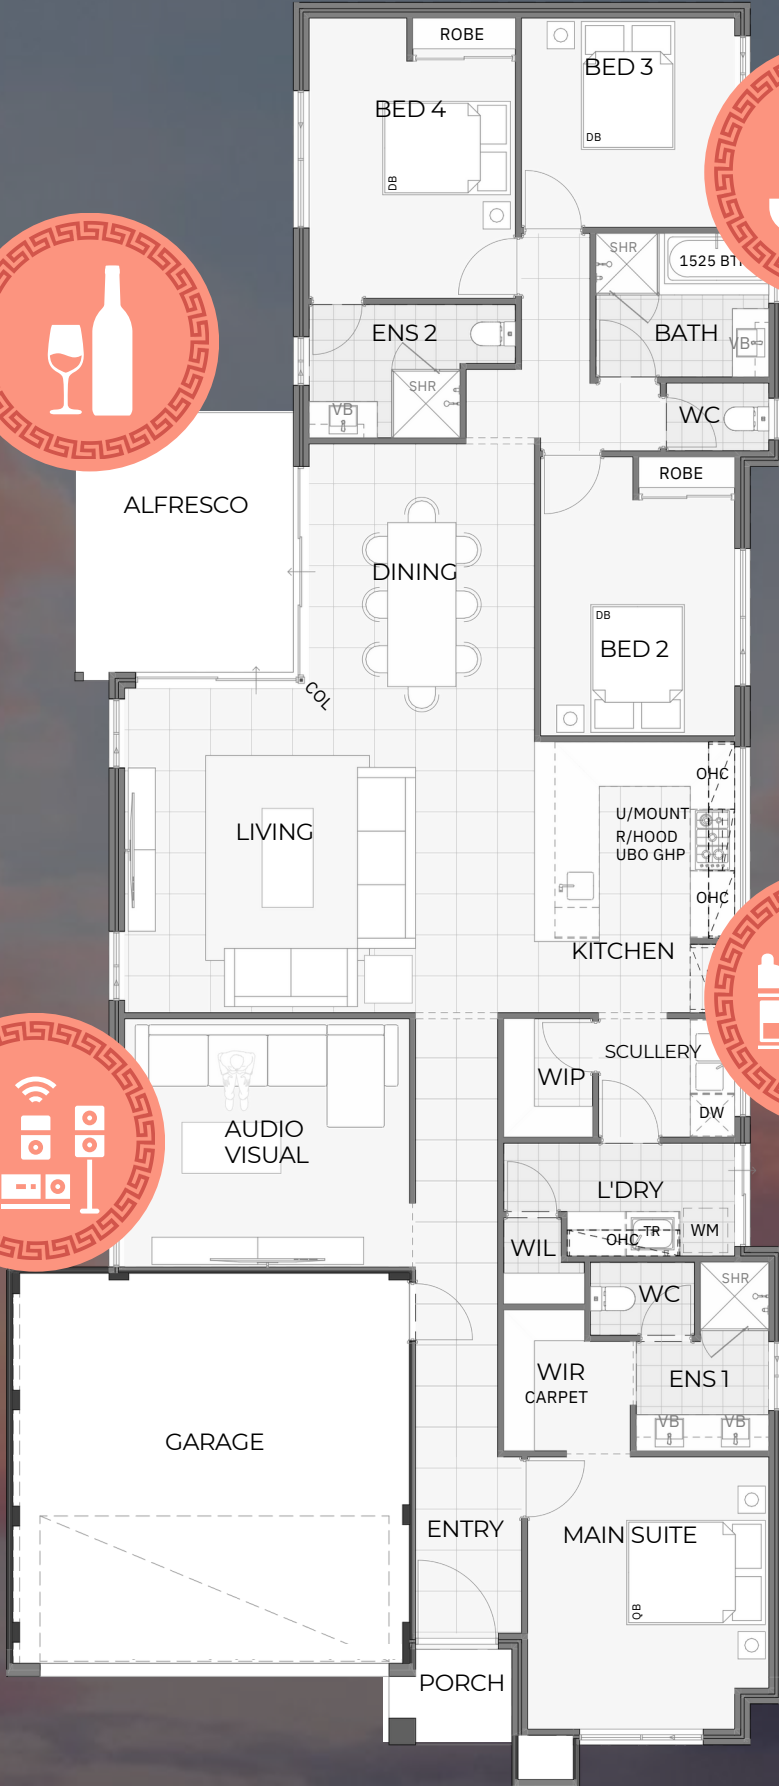 ROBE
BED 3
BED 4
DB
DB
SHR
1525 BT
ENS 2
BATH
VB
SHR
VB
WC
ROBE
ALFRESCO
DINING
DB
BED 2
COL
OHC
U/MOUNT
R/HOOD
UBO GHP
LIVING
OHC
KITCHEN
SCULLERY
WIP
DW
AUDIO
VISUAL
L'DRY
TR
WM
OHC
WIL
SHR
WC
WIR
CARPET
ENS 1
VB
VB
GARAGE
ENTRY
MAIN SUITE
QB
PORCH